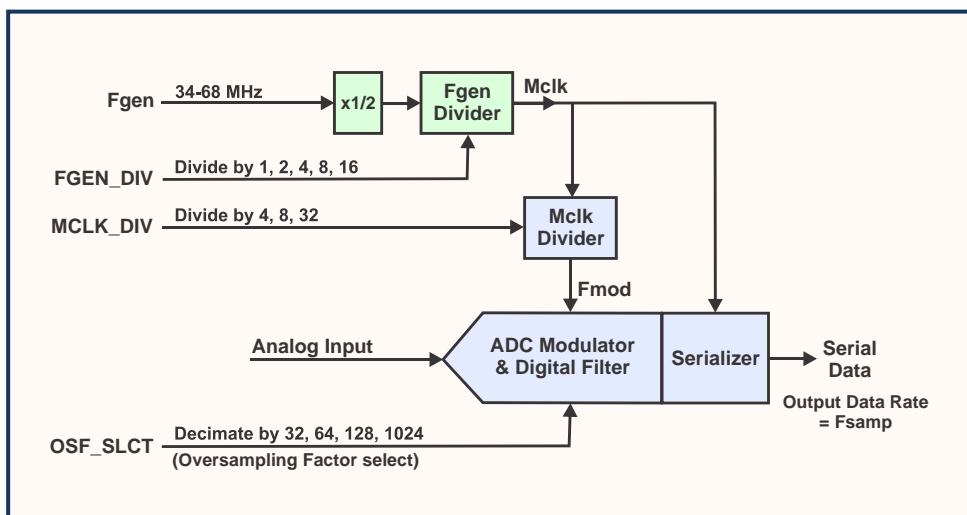 Fgen
34-68 MHz
x1/2
Fgen
Divider
Mclk
FGEN_DIV
Divide by 1, 2, 4, 8, 16
MCLK_DIV
Divide by 4, 8, 32
Mclk
Divider
Fmod
Analog Input
ADC Modulator
& Digital Filter
Serializer
Serial
Data
Output Data Rate
= Fsamp
OSF_SLCT
Decimate by 32, 64, 128, 1024
(Oversampling Factor select)